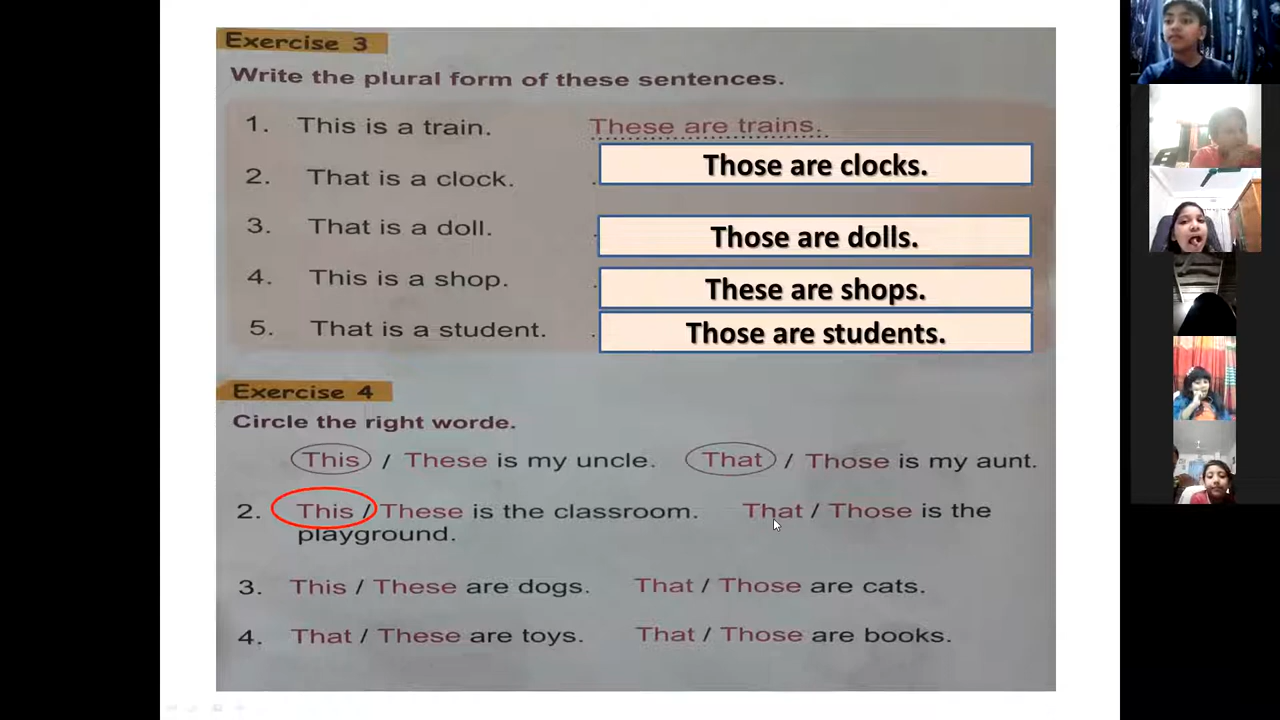 Exercise 3
Write the plural form of these sentences.
1. This is a train. These are trains.
2. That is a clock. Those are clocks.
3. That is a doll. Those are dolls.
4. This is a shop. These are shops.
5. That is a student. Those are students.
Exercise 4
Circle the right worde.
This / These is my uncle. That / Those is my aunt.
2. This / These is the classroom. That / Those is the
playground.
3. This / These are dogs. That / Those are cats.
4. That / These are toys. That / Those are books.